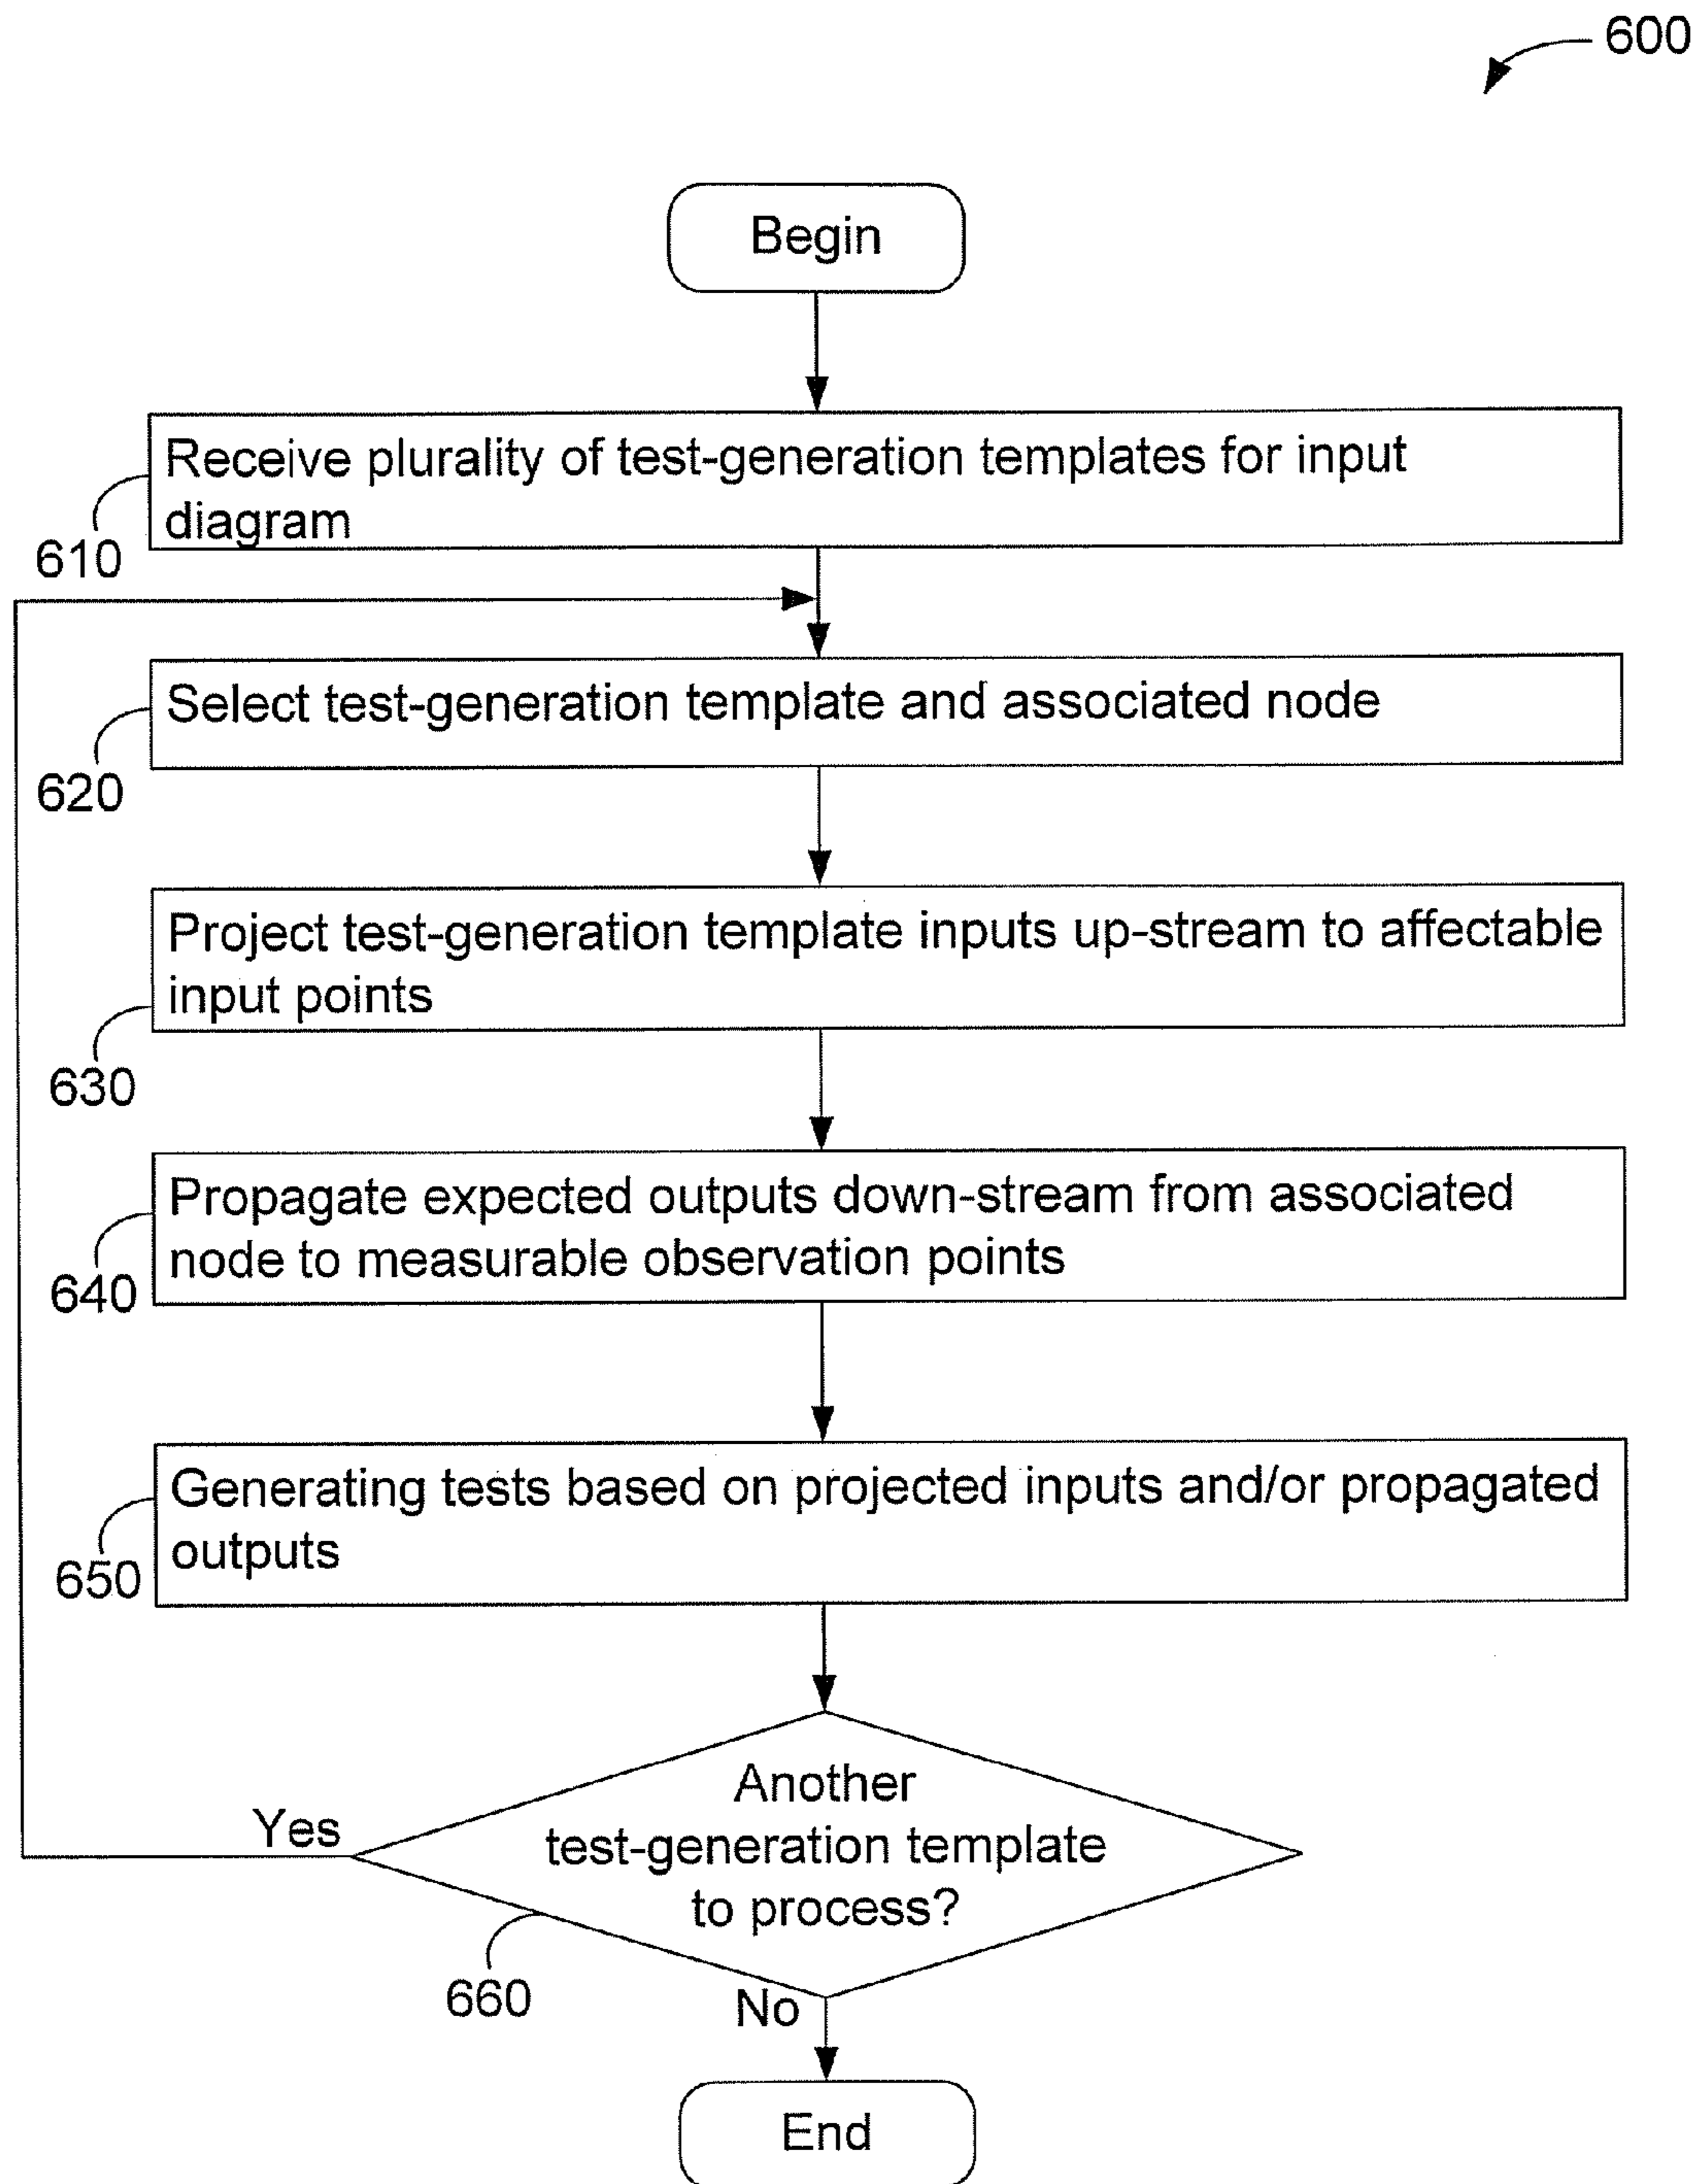 600
Begin
Receive plurality of test-generation templates for input
diagram
610
Select test-generation template and associated node
620
Project test-generation template inputs up-stream to affectable
input points
630
Propagate expected outputs down-stream from associated
node to measurable observation points
640
Generating tests based on projected inputs and/or propagated
outputs
650
Another
test-generation template
to process?
Yes
660
No
End